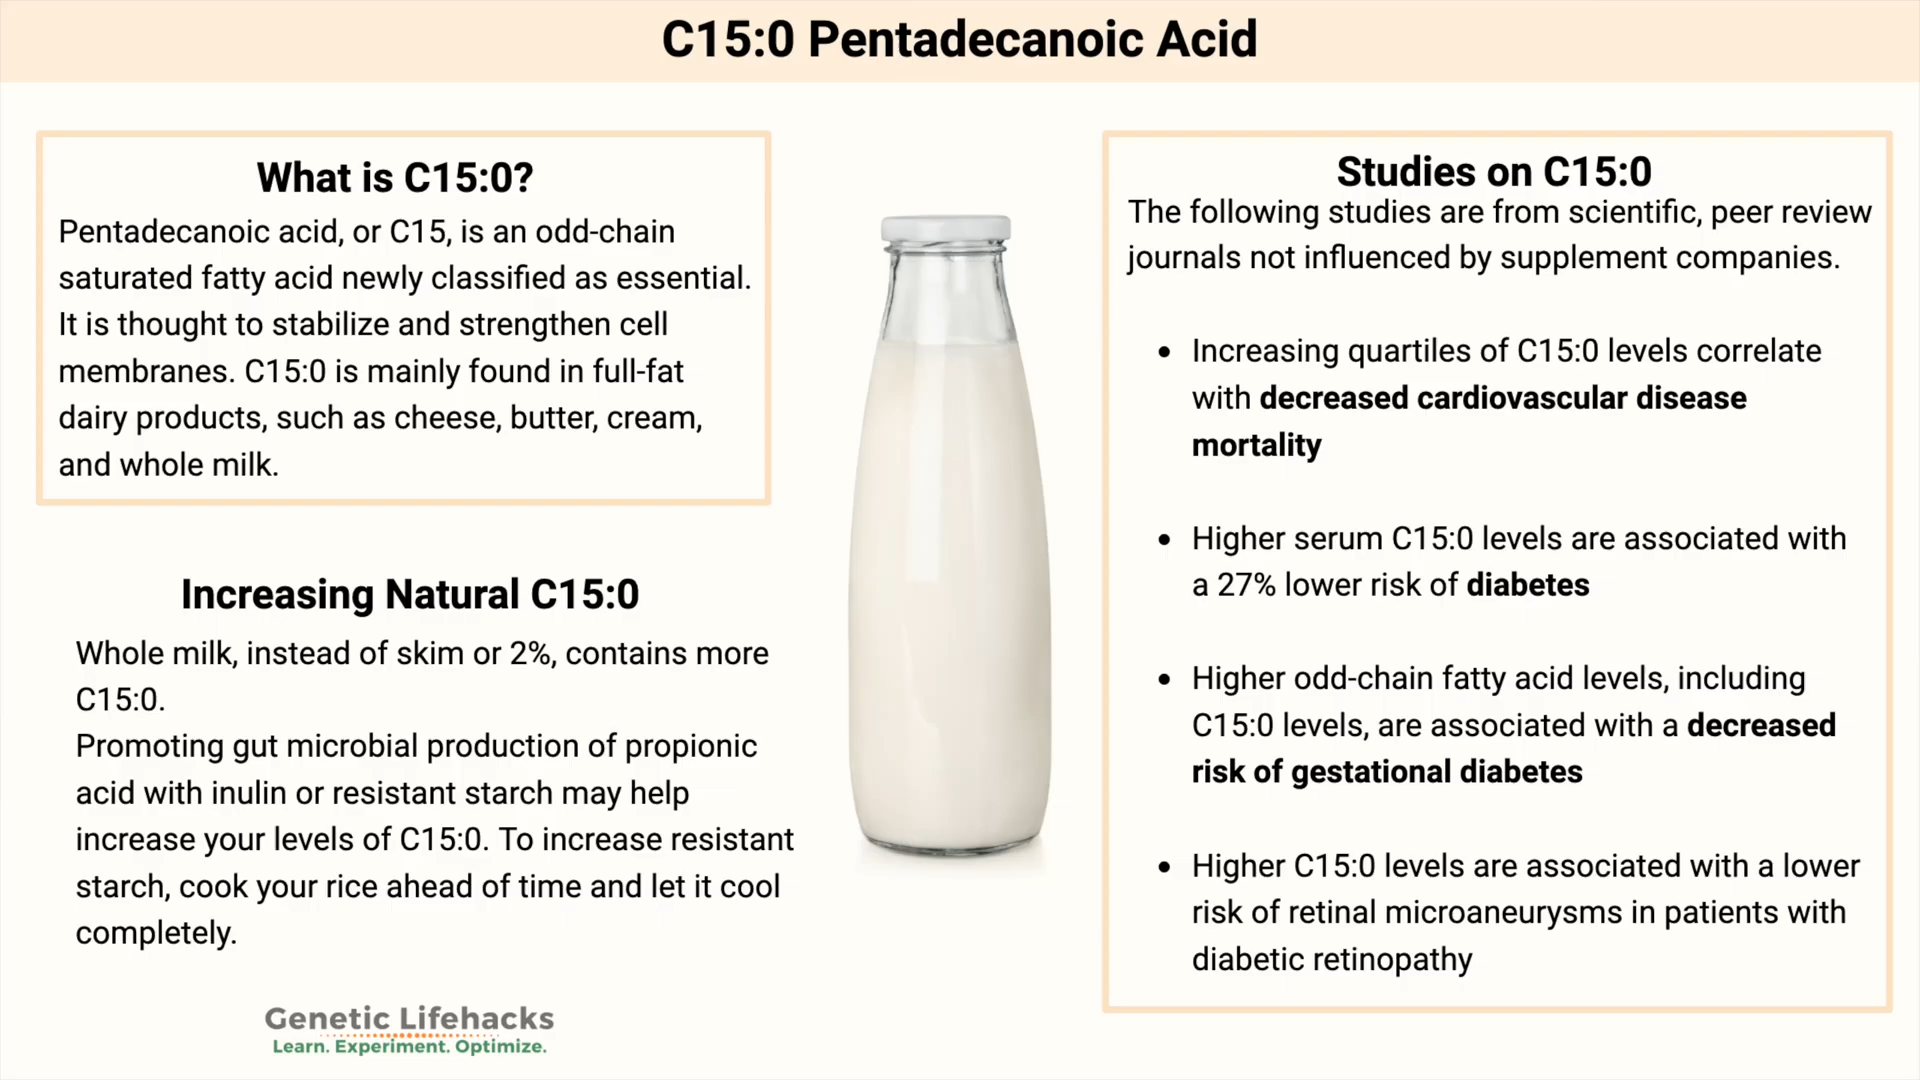 C15:0 Pentadecanoic Acid
What is C15:0?
Pentadecanoic acid, or C15, is an odd-chain
saturated fatty acid newly classified as essential.
It is thought to stabilize and strengthen cell
membranes. C15:0 is mainly found in full-fat
dairy products, such as cheese, butter, cream,
and whole milk.
Increasing Natural C15:0
Whole milk, instead of skim or 2%, contains more
C15:0.
Promoting gut microbial production of propionic
acid with inulin or resistant starch may help
increase your levels of C15:0. To increase resistant
starch, cook your rice ahead of time and let it cool
completely.
Genetic Lifehacks
Learn. Experiment. Optimize.
Studies on C15:0
The following studies are from scientific, peer review
journals not influenced by supplement companies.
• Increasing quartiles of C15:0 levels correlate
with decreased cardiovascular disease
mortality
• Higher serum C15:0 levels are associated with
a 27% lower risk of diabetes
• Higher odd-chain fatty acid levels, including
C15:0 levels, are associated with a decreased
risk of gestational diabetes
• Higher C15:0 levels are associated with a lower
risk of retinal microaneurysms in patients with
diabetic retinopathy